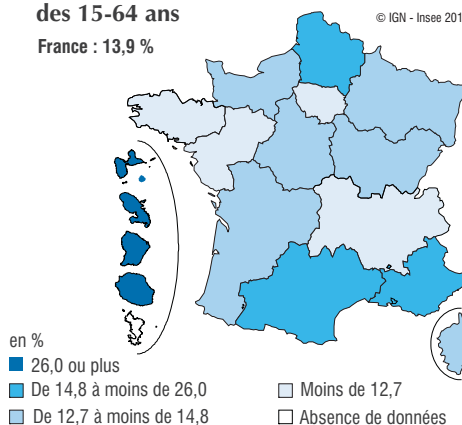 des 15-64 ans
© IGN - Insee 201
France : 13,9 %
en %
26,0 ou plus
De 14,8 à moins de 26,0
Moins de 12,7
De 12,7 à moins de 14,8
Absence de données